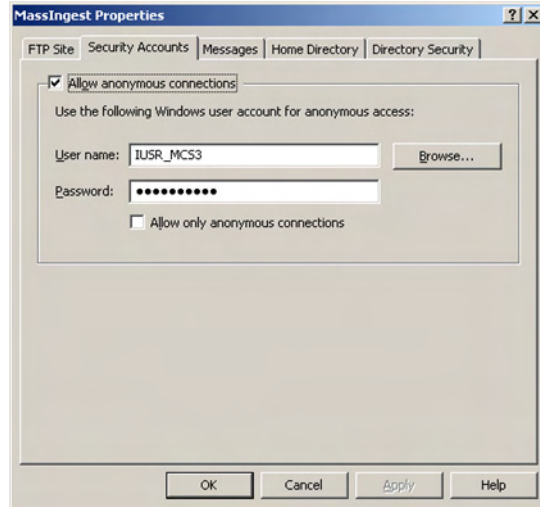 MassIngest Properties
FTP Site Security Accounts Messages Home Directory Directory Security
Allow anonymous connections
Use the following Windows user account for anonymous access:
User name: IUSR_MCS3 Browse...
Password: ●●●●●●●●●●
Allow only anonymous connections
OK Cancel Apply Help